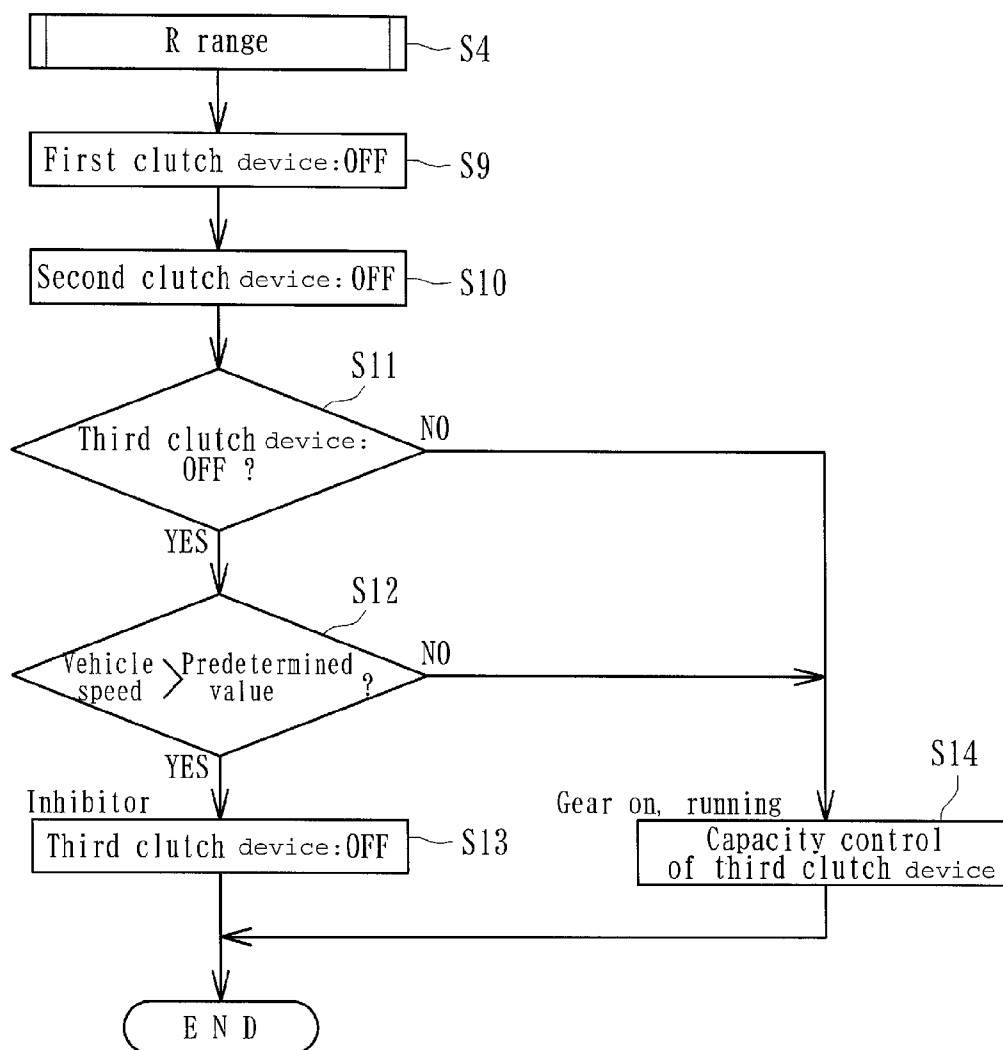 R range
S4
First clutch device:OFF
S9
Second clutch device:OFF
S10
S11
Third clutch device:
OFF ?
NO
YES
S12
Vehicle speed > Predetermined value ?
NO
YES
Inhibitor
Third clutch device:OFF
S13
S14
Gear on, running
Capacity control
of third clutch device
END